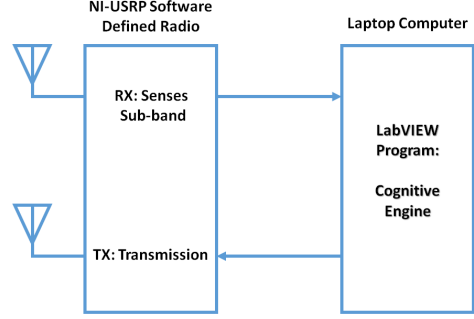 NI-USRP Software
Defined Radio
Laptop Computer
RX: Senses
Sub-band
LabVIEW
Program:
Cognitive
Engine
TX: Transmission